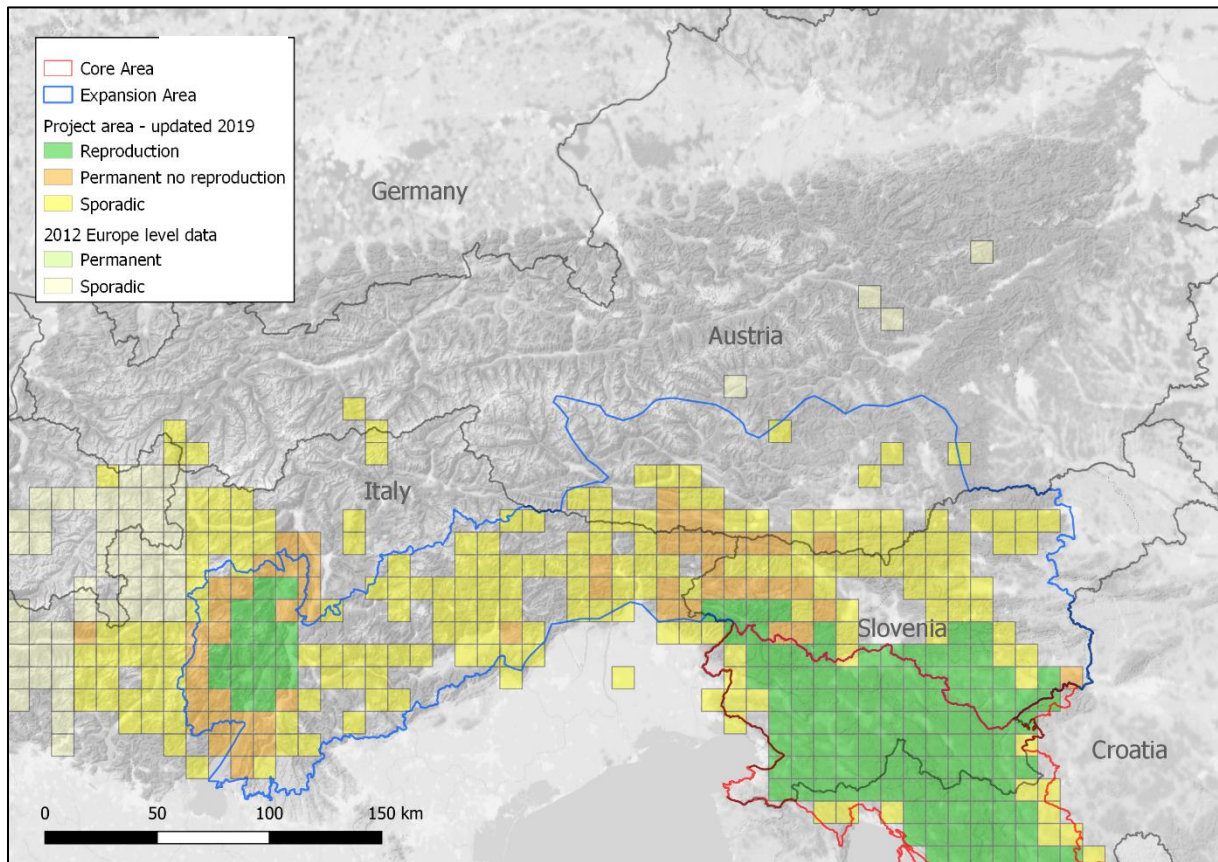 Core Area
Expansion Area
Project area - updated 2019
Reproduction
Permanent no reproduction
Sporadic
2012 Europe level data
Permanent
Sporadic
Germany
Austria
Italy
Slovenia
Croatia
0 50 100 150 km